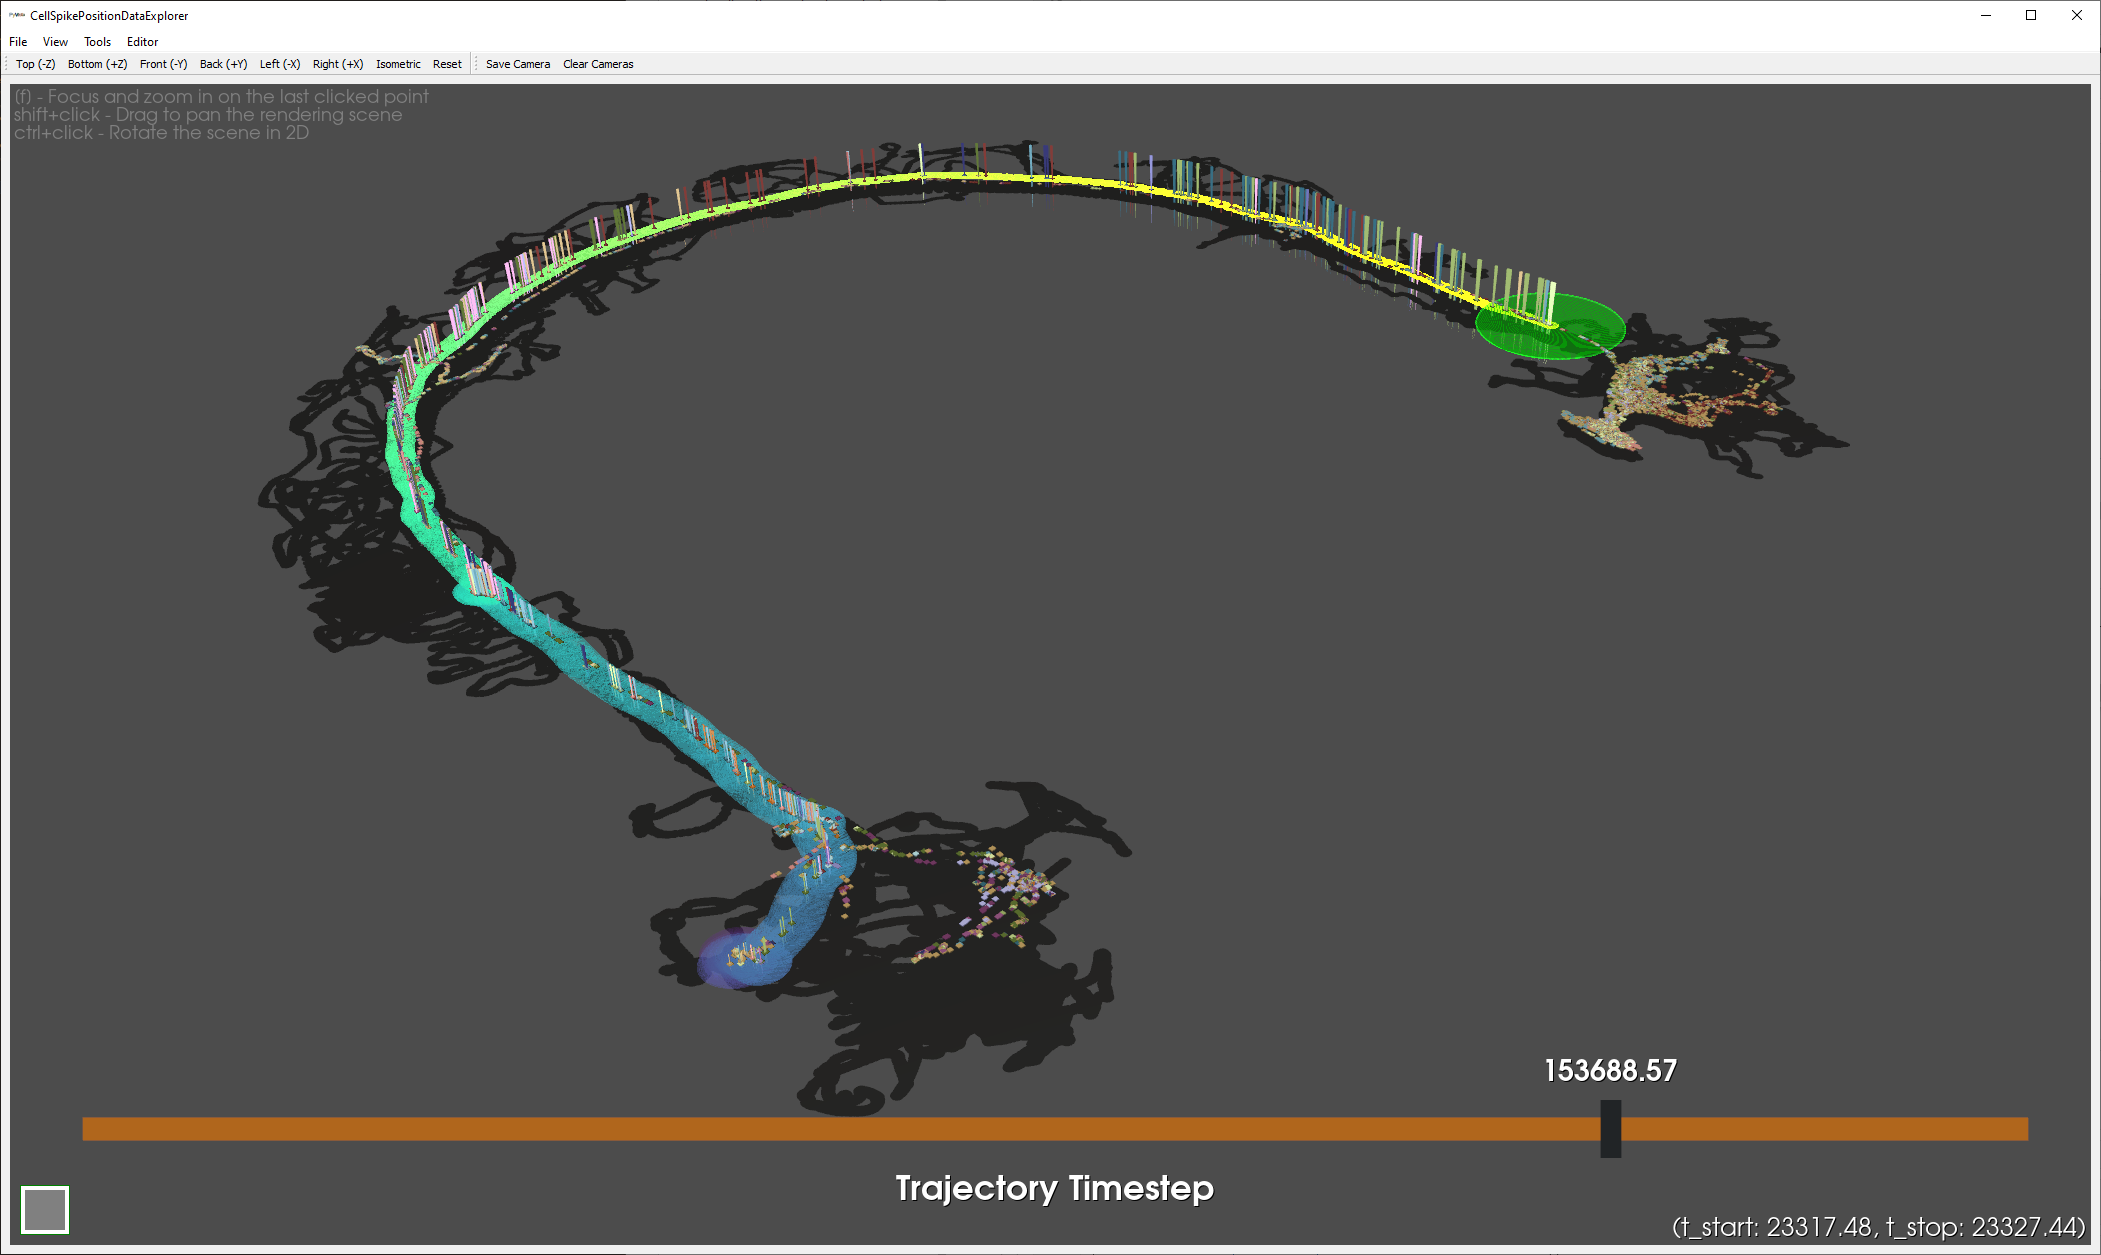 CellSpikePositionDataExplorer
File View Tools Editor
Top (-Z) Bottom (+Z) Front (-Y) Back (+Y) Left (-X) Right (+X) Isometric Reset Save Camera Clear Cameras
(f) - Focus and zoom in on the last clicked point
shift+click - Drag to pan the rendering scene
ctrl+click - Rotate the scene in 2D
153688.57
Trajectory Timestep
(t_start: 23317.48, t_stop: 23327.44)